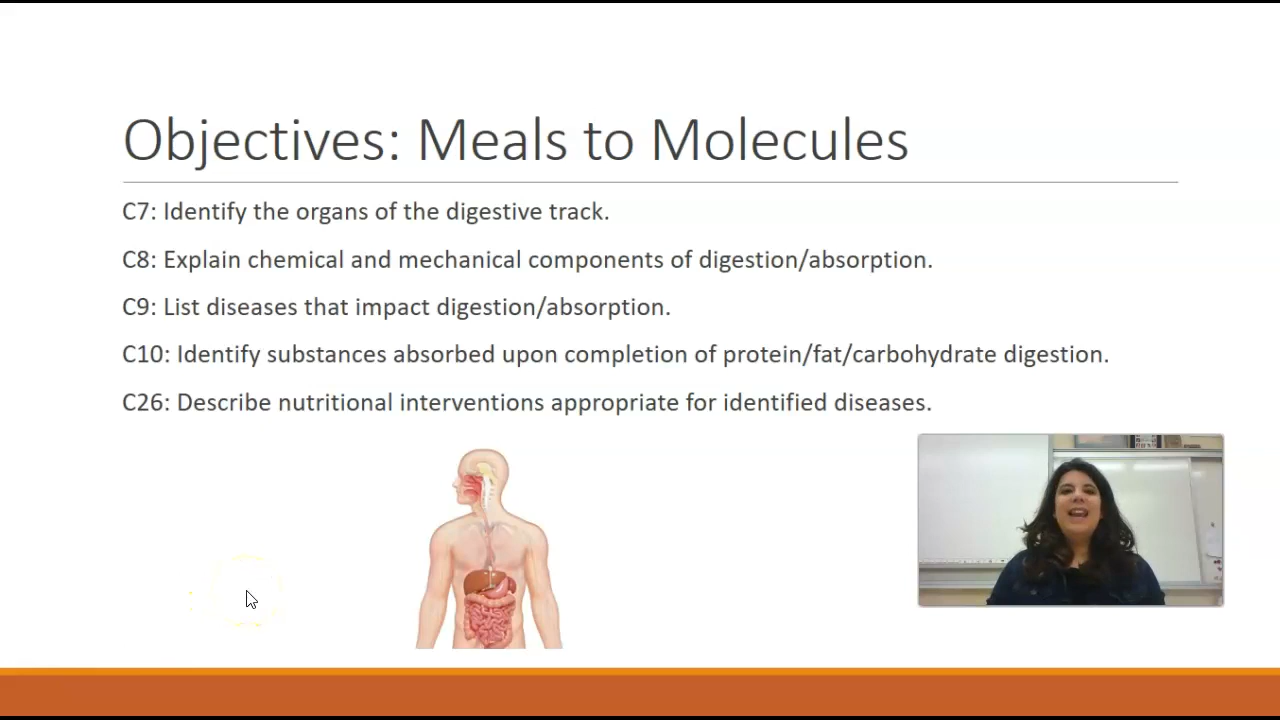 Objectives: Meals to Molecules
C7: Identify the organs of the digestive track.
C8: Explain chemical and mechanical components of digestion/absorption.
C9: List diseases that impact digestion/absorption.
C10: Identify substances absorbed upon completion of protein/fat/carbohydrate digestion.
C26: Describe nutritional interventions appropriate for identified diseases.